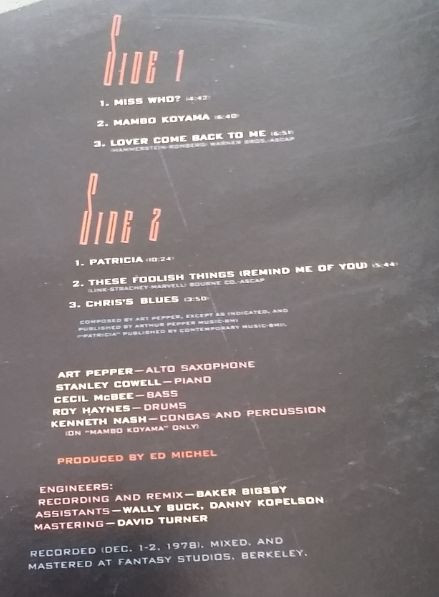 SIDE 1
1. MISS WHO? (4:42)
2. MAMBO KOYAMA (6:40)
3. LOVER COME BACK TO ME (6:51)
(HAMMERSTEIN-ROMBERG) WARNER BROS.-ASCAP
SIDE 2
1. PATRICIA (10:24)
2. THESE FOOLISH THINGS (REMIND ME OF YOU) (5:44)
(LINK-STRACHEY-MARVELL) BOURNE CO.-ASCAP
3. CHRIS'S BLUES (3:50)
COMPOSED BY ART PEPPER, EXCEPT AS INDICATED, AND
PUBLISHED BY ARTHUR PEPPER MUSIC-BMI
("PATRICIA" PUBLISHED BY CONTEMPORARY MUSIC-BMI).
ART PEPPER—ALTO SAXOPHONE
STANLEY COWELL—PIANO
CECIL McBEE—BASS
ROY HAYNES—DRUMS
KENNETH NASH—CONGAS AND PERCUSSION
(ON "MAMBO KOYAMA" ONLY)
PRODUCED BY ED MICHEL
ENGINEERS:
RECORDING AND REMIX—BAKER BIGSBY
ASSISTANTS—WALLY BUCK, DANNY KOPELSON
MASTERING—DAVID TURNER
RECORDED (DEC. 1-2, 1978), MIXED, AND
MASTERED AT FANTASY STUDIOS, BERKELEY.